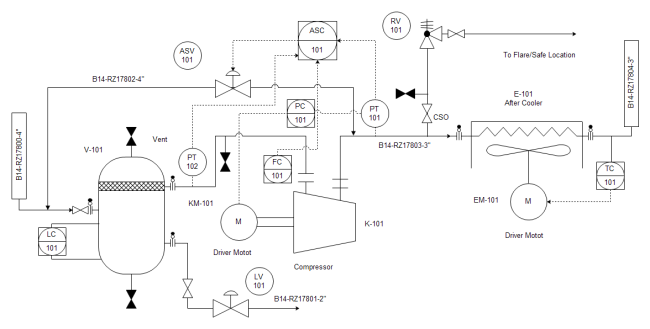 ASV
101
ASC
101
RV
101
To Flare/Safe Location
B14-RZ17802-4"
PC
101
PT
101
CSO
E-101
After Cooler
B14-RZ17804-3"
B14-RZ17800-4"
V-101
Vent
PT
102
FC
101
B14-RZ17803-3"
TC
101
KM-101
M
K-101
EM-101
M
LC
101
Driver Motot
Driver Motot
Compressor
LV
101
B14-RZ17801-2"